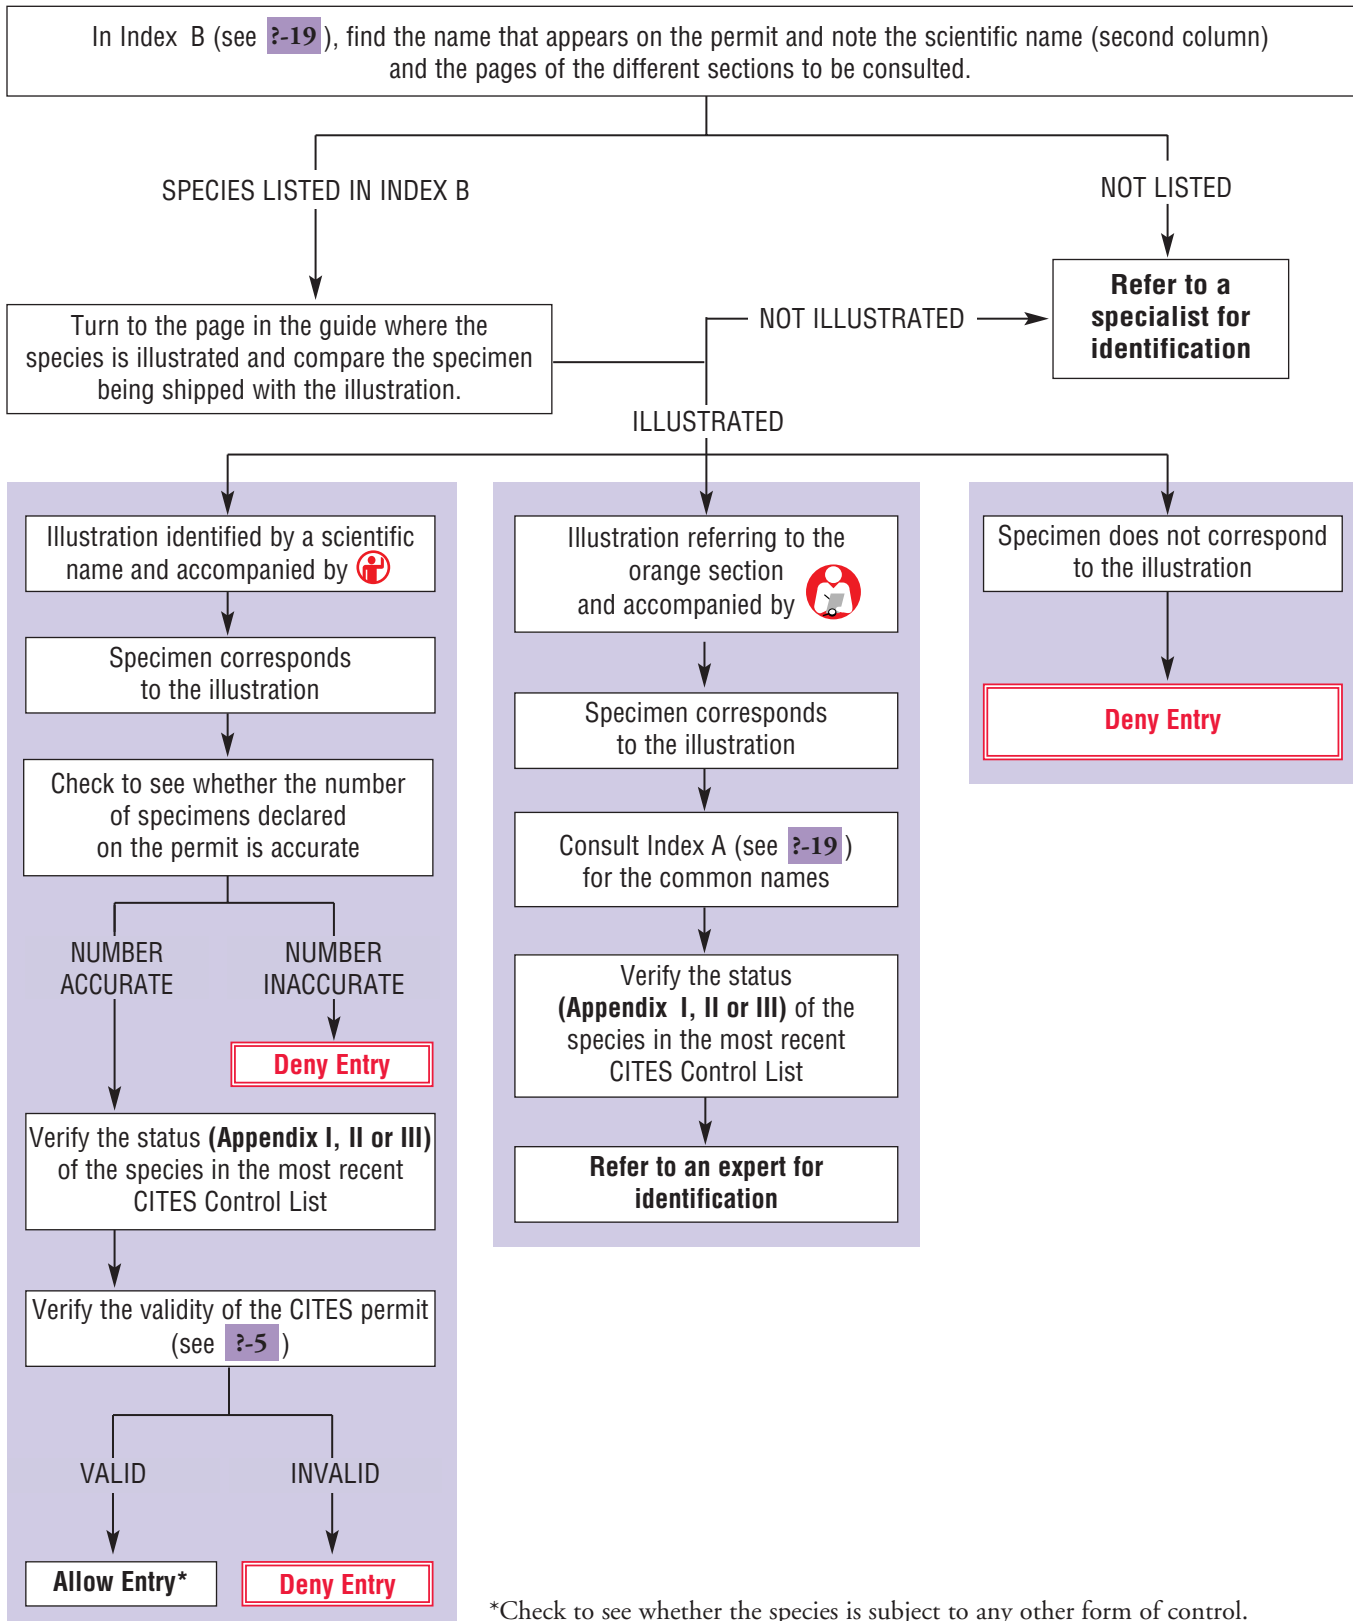 In Index B (see ?-19 ), find the name that appears on the permit and note the scientific name (second column)
and the pages of the different sections to be consulted.
SPECIES LISTED IN INDEX B
NOT LISTED
Refer to a
specialist for
identification
Turn to the page in the guide where the
species is illustrated and compare the specimen
being shipped with the illustration.
NOT ILLUSTRATED
ILLUSTRATED
Illustration identified by a scientific
name and accompanied by
Specimen corresponds
to the illustration
Check to see whether the number
of specimens declared
on the permit is accurate
NUMBER
ACCURATE
NUMBER
INACCURATE
Deny Entry
Verify the status (Appendix I, II or III)
of the species in the most recent
CITES Control List
Verify the validity of the CITES permit
(see ?-5 )
VALID
INVALID
Allow Entry*
Deny Entry
Illustration referring to the
orange section
and accompanied by
Specimen corresponds
to the illustration
Consult Index A (see ?-19 )
for the common names
Verify the status
(Appendix I, II or III) of the
species in the most recent
CITES Control List
Refer to an expert for
identification
Specimen does not correspond
to the illustration
Deny Entry
*Check to see whether the species is subject to any other form of control.